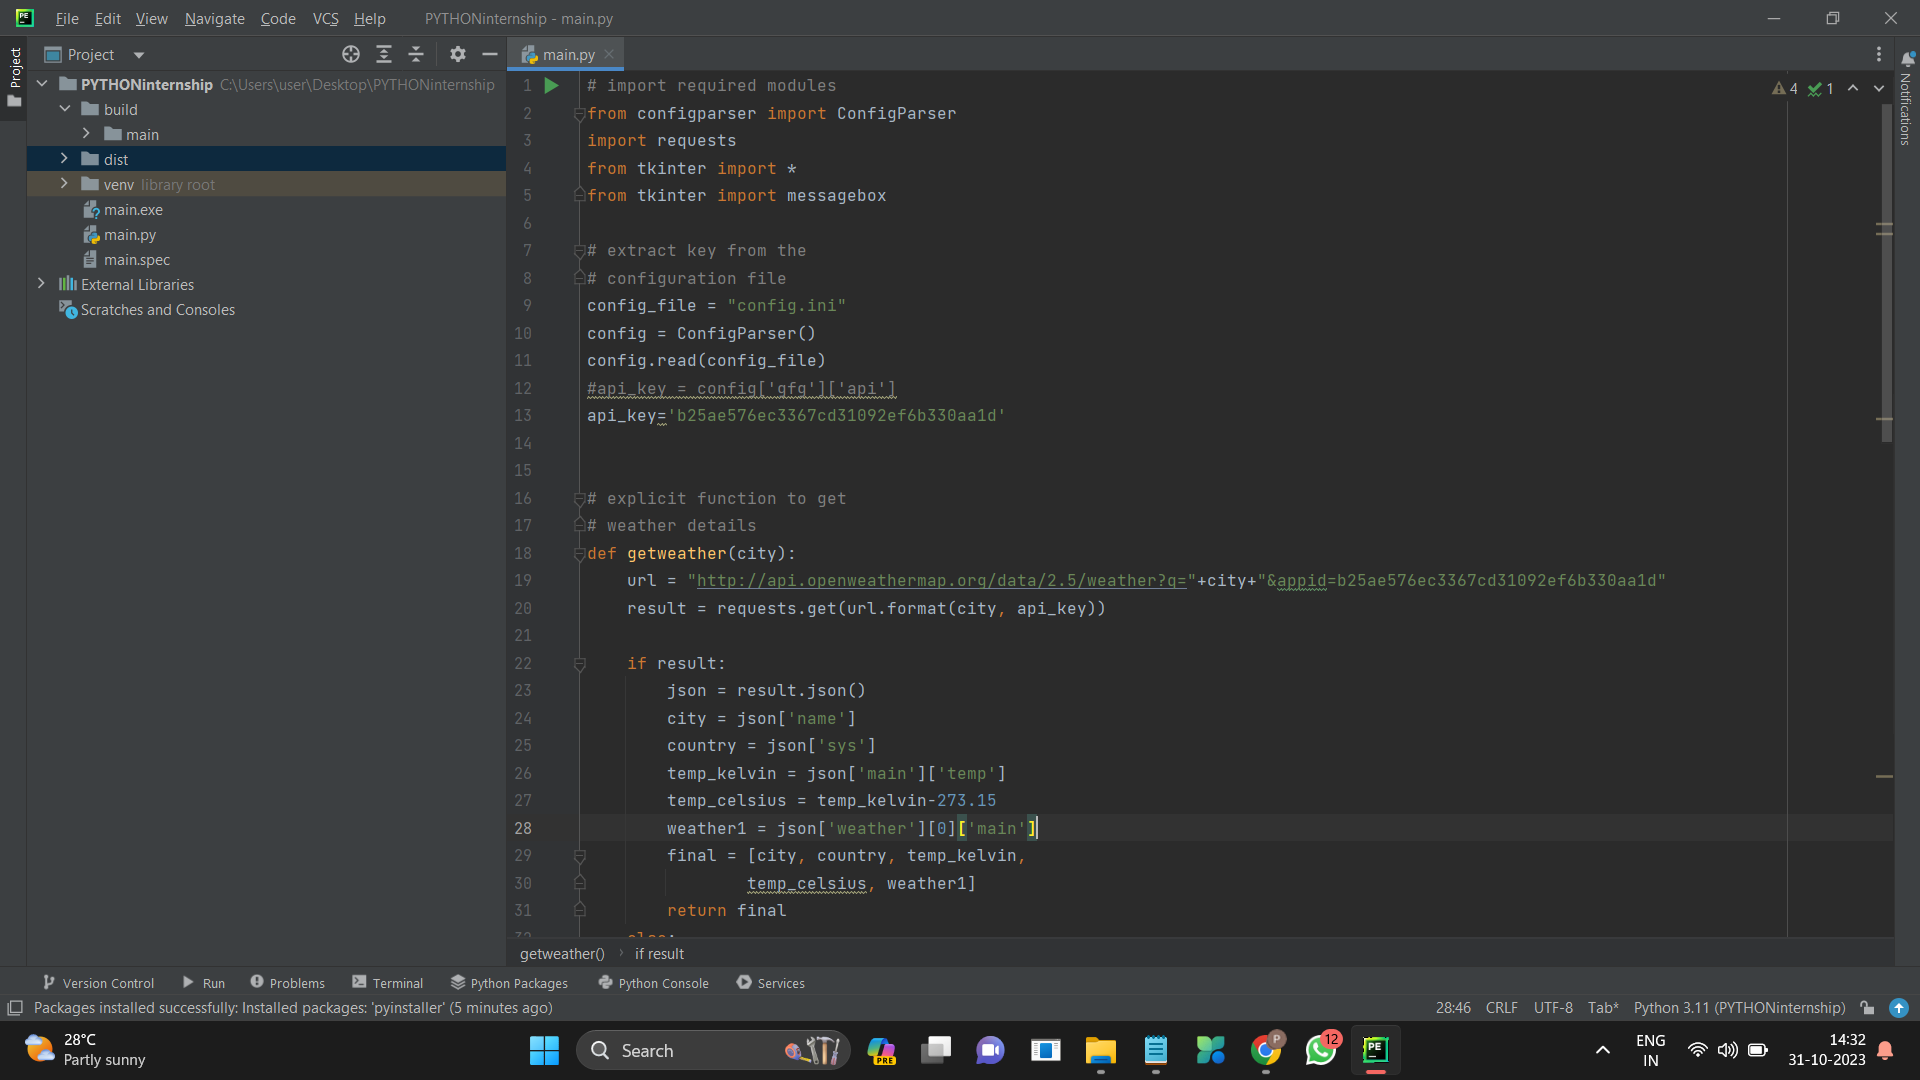 PE File Edit View Navigate Code VCS Help PYTHONinternship - main.py
Project
Project main.py
PYTHONinternship C:\Users\user\Desktop\PYTHONinternship
build
main
dist
venv library root
main.exe
main.py
main.spec
External Libraries
Scratches and Consoles
4 1
Notifications
1 # import required modules
2 from configparser import ConfigParser
3 import requests
4 from tkinter import *
5 from tkinter import messagebox
6
7 # extract key from the
8 # configuration file
9 config_file = "config.ini"
10 config = ConfigParser()
11 config.read(config_file)
12 #api_key = config['gfg']['api']
13 api_key='b25ae576ec3367cd31092ef6b330aa1d'
14
15
16 # explicit function to get
17 # weather details
18 def getweather(city):
19 url = "http://api.openweathermap.org/data/2.5/weather?q="+city+"&appid=b25ae576ec3367cd31092ef6b330aa1d"
20 result = requests.get(url.format(city, api_key))
21
22 if result:
23 json = result.json()
24 city = json['name']
25 country = json['sys']
26 temp_kelvin = json['main']['temp']
27 temp_celsius = temp_kelvin-273.15
28 weather1 = json['weather'][0]['main']
29 final = [city, country, temp_kelvin,
30 temp_celsius, weather1]
31 return final
32 else:
getweather() if result
Version Control Run Problems Terminal Python Packages Python Console Services
Packages installed successfully: Installed packages: 'pyinstaller' (5 minutes ago) 28:46 CRLF UTF-8 Tab* Python 3.11 (PYTHONinternship)
28°C
Partly sunny
Search
PRE
12
PE
ENG
IN
14:32
31-10-2023